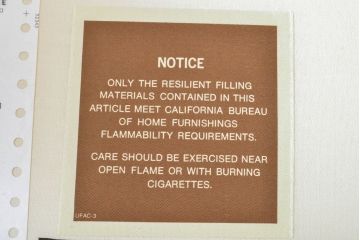 NOTICE
ONLY THE RESILIENT FILLING
MATERIALS CONTAINED IN THIS
ARTICLE MEET CALIFORNIA BUREAU
OF HOME FURNISHINGS
FLAMMABILITY REQUIREMENTS.
CARE SHOULD BE EXERCISED NEAR
OPEN FLAME OR WITH BURNING
CIGARETTES.
UFAC-3